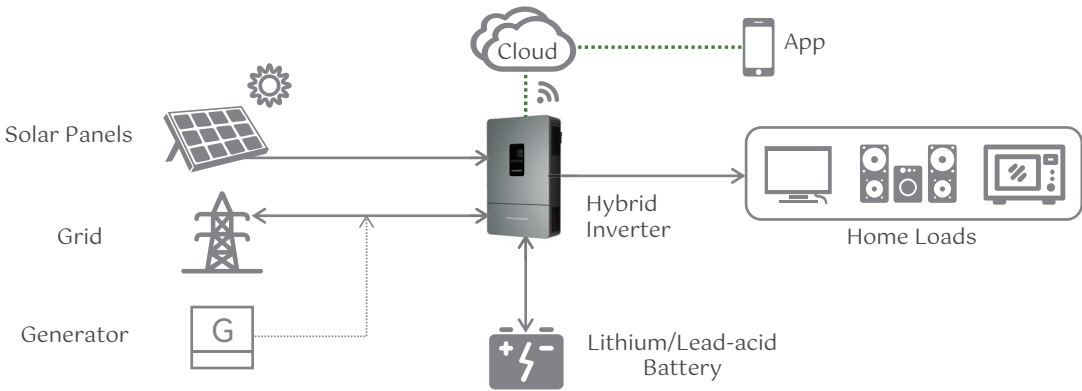 Cloud
App
Solar Panels
Hybrid
Inverter
Home Loads
Grid
Generator
G
Lithium/Lead-acid
Battery